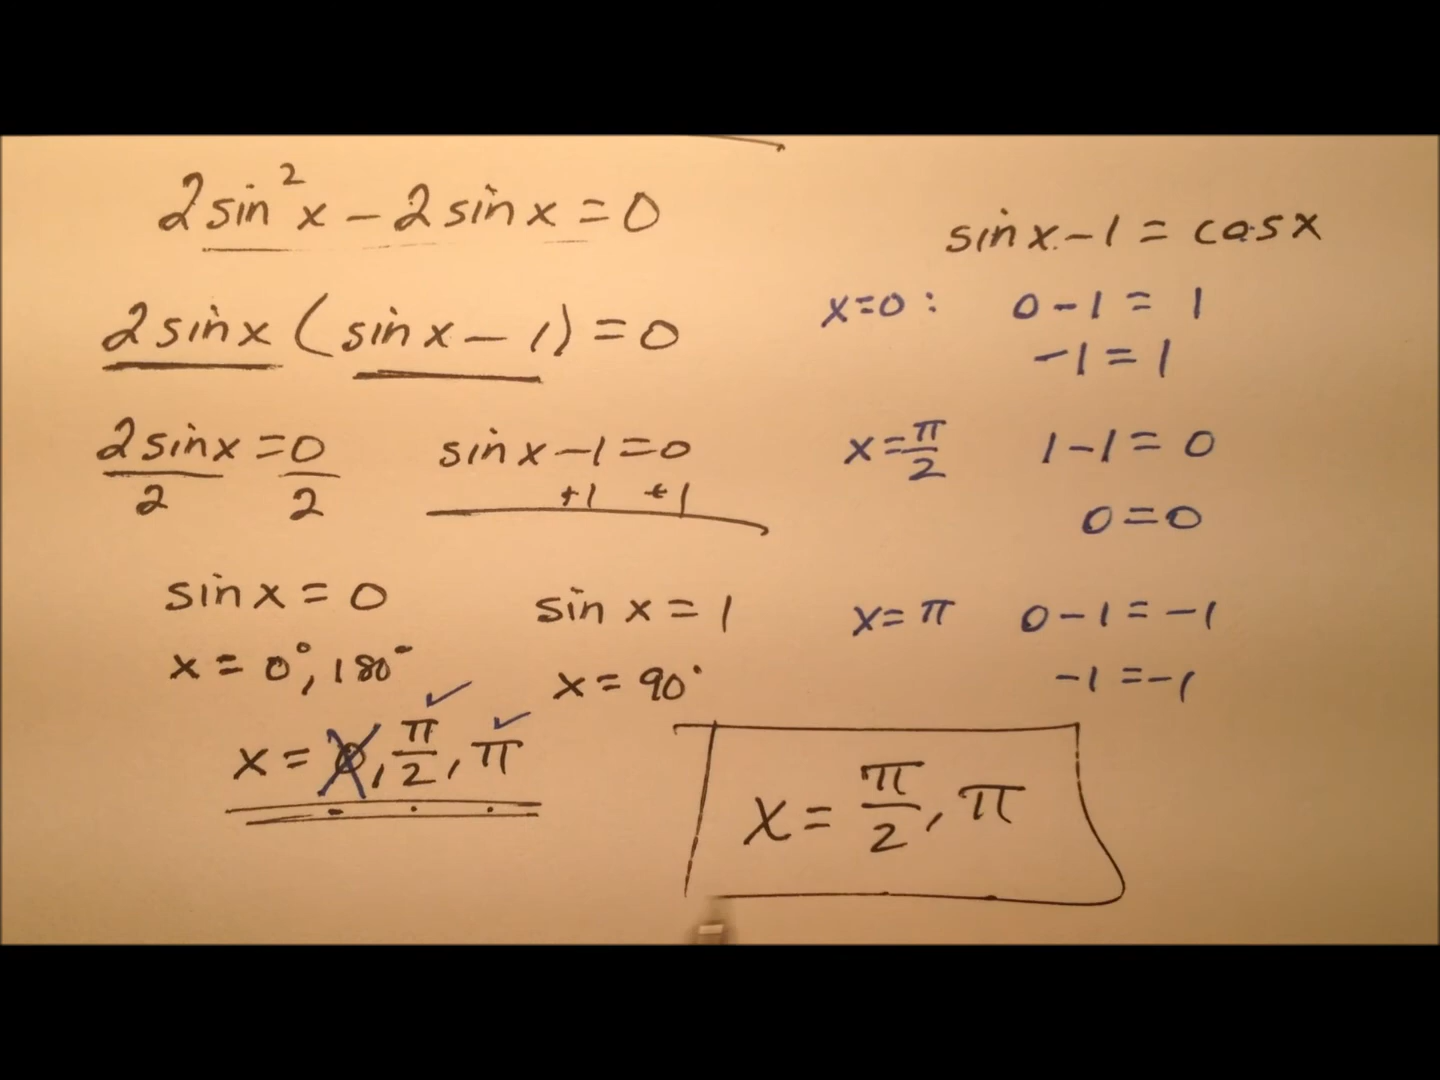 2sin²x - 2sinx = 0
2sinx (sinx - 1) = 0
2sinx = 0
2 2
sinx - 1 = 0
+1 +1
sinx = 0
x = 0°, 180°
sin x = 1
x = 90°
x = 0, π/2 ✓, π ✓
sinx - 1 = cosx
x=0: 0 - 1 = 1
-1 = 1
x = π/2 1 - 1 = 0
0 = 0
x = π 0 - 1 = -1
-1 = -1
x = π/2, π